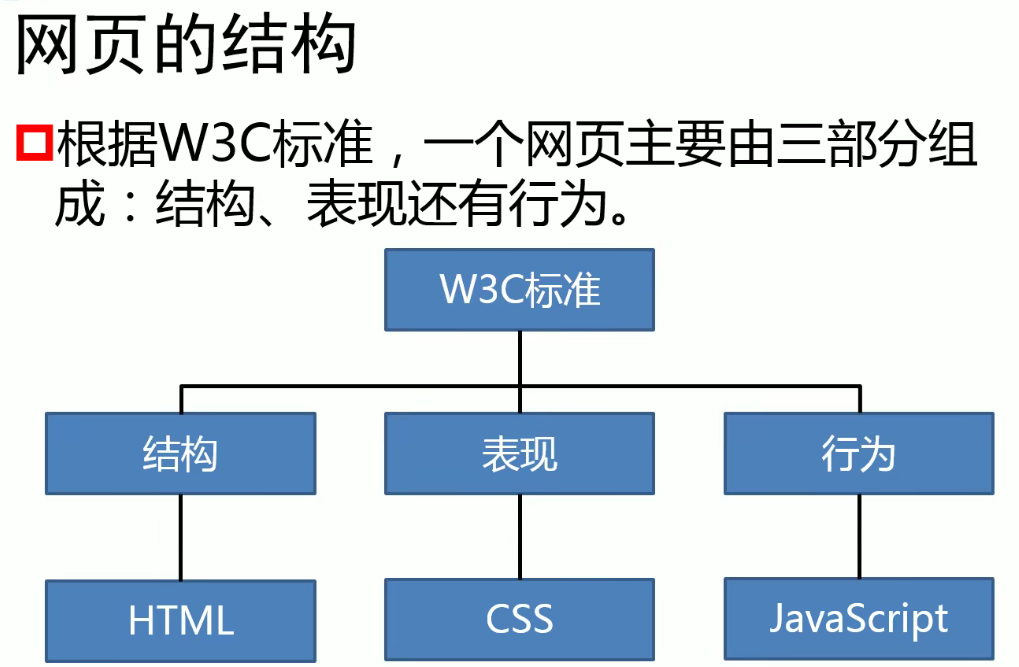 网页的结构
根据W3C标准，一个网页主要由三部分组
成：结构、表现还有行为。
W3C标准
结构
表现
行为
HTML
CSS
JavaScript